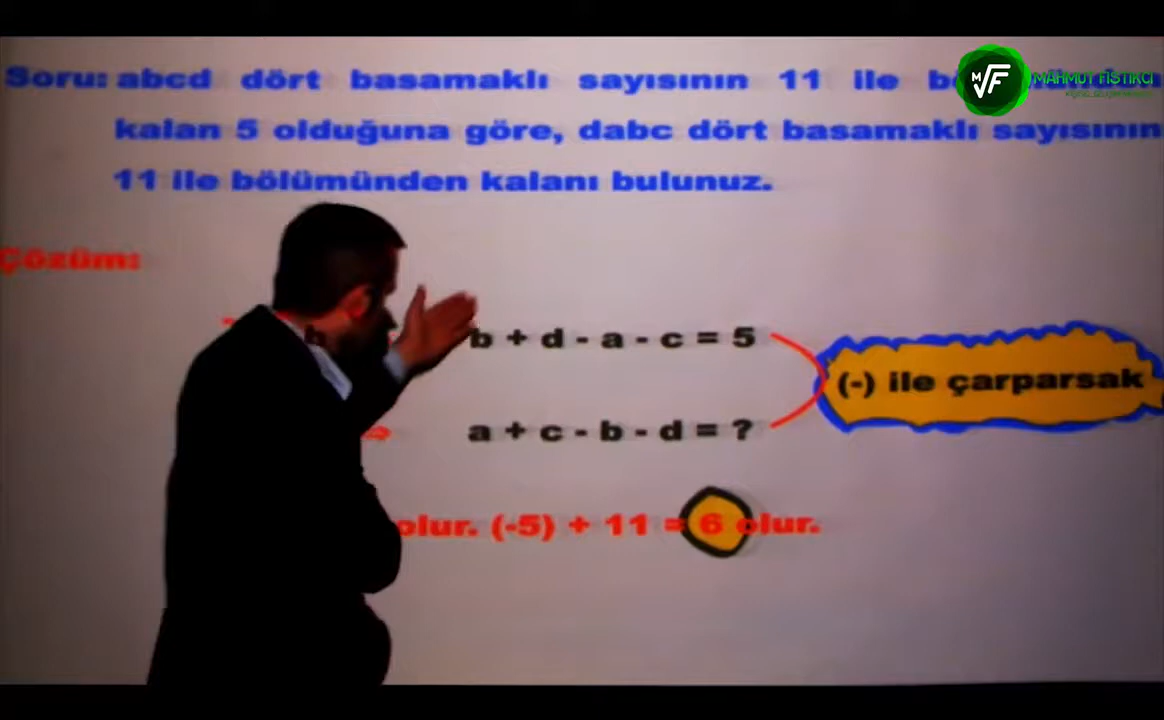 Soru: abcd dört basamaklı sayısının 11 ile
kalan 5 olduğuna göre, dabc dört basamaklı sayısının
11 ile bölümünden kalanı bulunuz.
MAHMUT FISTIKCI
Çözüm:
b + d - a - c = 5
(-) ile çarparsak
a + c - b - d = ?
olur. (-5) + 11 = 6 olur.